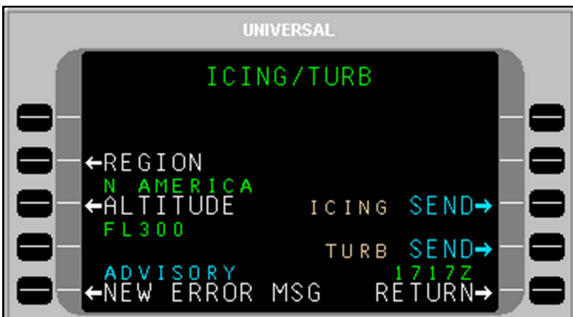 UNIVERSAL
ICING/TURB
←REGION
N AMERICA
←ALTITUDE ICING SEND→
FL300
TURB SEND→
ADVISORY 1717Z
←NEW ERROR MSG RETURN→